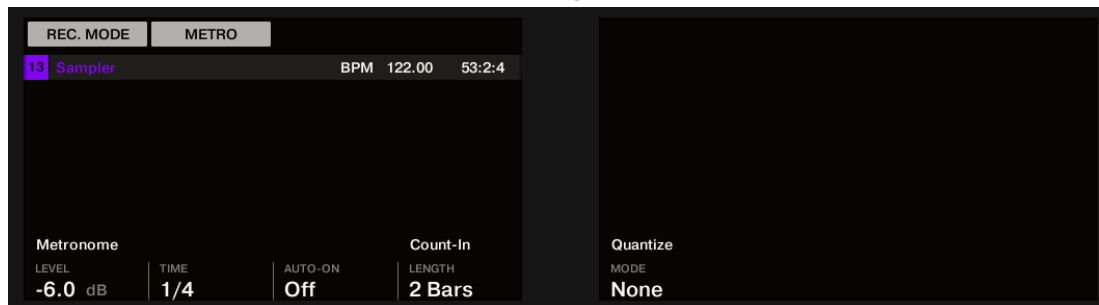 REC. MODE METRO
13 Sampler BPM 122.00 53:2:4
Metronome Count-In Quantize
LEVEL TIME AUTO-ON LENGTH MODE
-6.0 dB 1/4 Off 2 Bars None